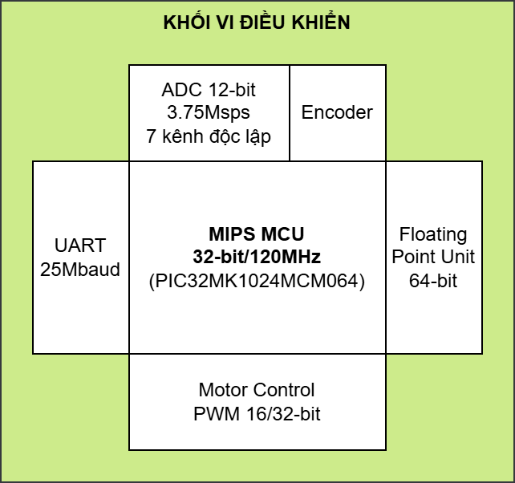 KHỐI VI ĐIỀU KHIỂN
ADC 12-bit
3.75Msps
7 kênh độc lập
Encoder
UART
25Mbaud
MIPS MCU
32-bit/120MHz
(PIC32MK1024MCM064)
Floating
Point Unit
64-bit
Motor Control
PWM 16/32-bit